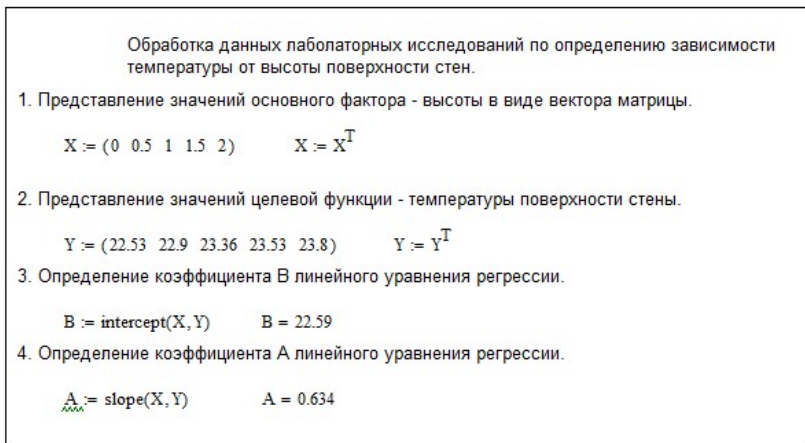 Обработка данных лаболаторных исследований по определению зависимости
температуры от высоты поверхности стен.
1. Представление значений основного фактора - высоты в виде вектора матрицы.
X := (0 0.5 1 1.5 2) X := X^T
2. Представление значений целевой функции - температуры поверхности стены.
Y := (22.53 22.9 23.36 23.53 23.8) Y := Y^T
3. Определение коэффициента B линейного уравнения регрессии.
B := intercept(X,Y) B = 22.59
4. Определение коэффициента A линейного уравнения регрессии.
A := slope(X,Y) A = 0.634